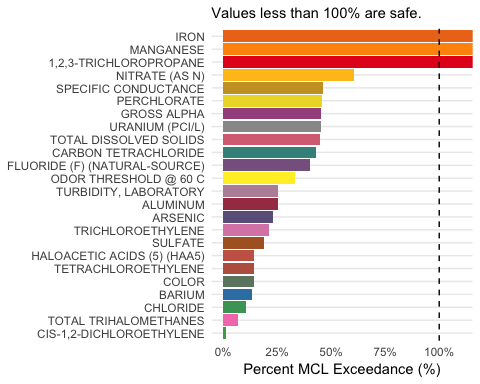 Values less than 100% are safe.
IRON
MANGANESE
1,2,3-TRICHLOROPROPANE
NITRATE (AS N)
SPECIFIC CONDUCTANCE
PERCHLORATE
GROSS ALPHA
URANIUM (PCI/L)
TOTAL DISSOLVED SOLIDS
CARBON TETRACHLORIDE
FLUORIDE (F) (NATURAL-SOURCE)
ODOR THRESHOLD @ 60 C
TURBIDITY, LABORATORY
ALUMINUM
ARSENIC
TRICHLOROETHYLENE
SULFATE
HALOACETIC ACIDS (5) (HAA5)
TETRACHLOROETHYLENE
COLOR
BARIUM
CHLORIDE
TOTAL TRIHALOMETHANES
CIS-1,2-DICHLOROETHYLENE
0% 25% 50% 75% 100%
Percent MCL Exceedance (%)